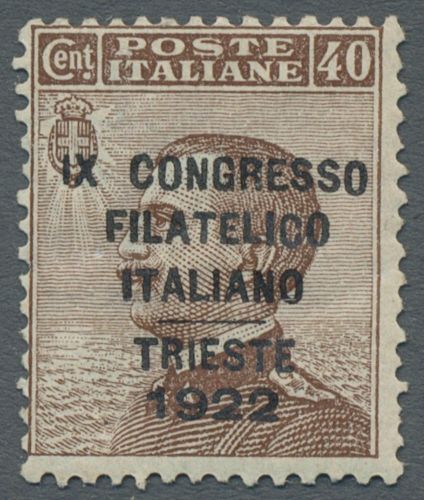 Cent. POSTE ITALIANE 40
IX CONGRESSO
FILATELICO
ITALIANO
TRIESTE
1922